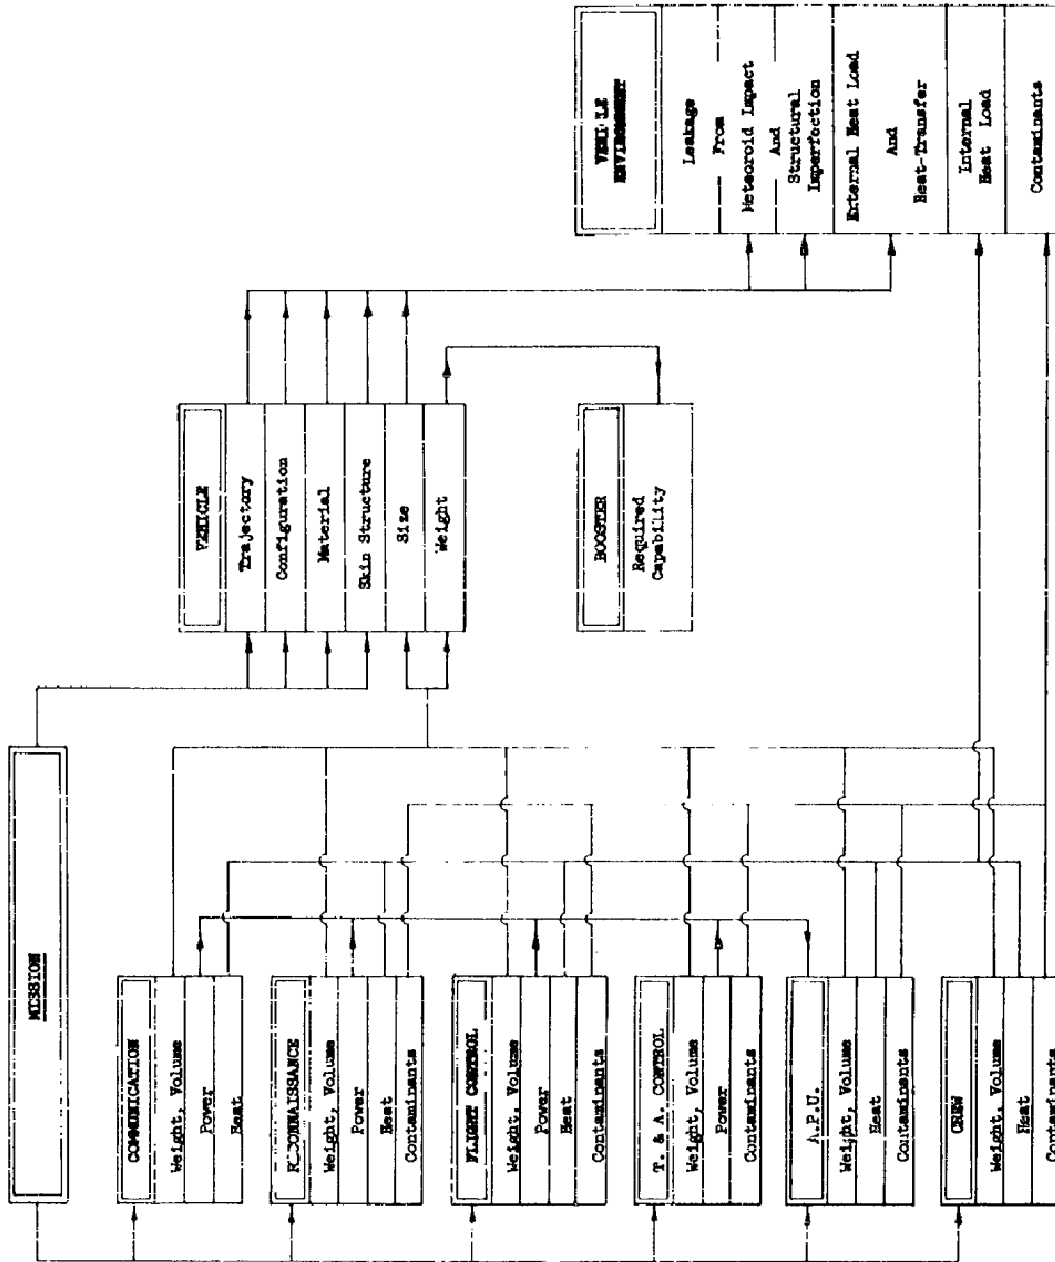 MISSION
COMMUNICATION
Weight, Volume
Power
Heat
R_CONNAISSANCE
Weight, Volume
Power
Heat
Contaminants
FLIGHT CONTROL
Weight, Volume
Power
Heat
Contaminants
T. & A. CONTROL
Weight, Volume
Power
Contaminants
A.P.U.
Weight, Volume
Heat
Contaminants
CREW
Weight, Volume
Heat
Contaminants
VEHICLE
Trajectory
Configuration
Material
Skin Structure
Size
Weight
BOOSTER
Required
Capability
VEHICLE
ENVIRONMENT
Leakage
From
Meteoroid Impact
And
Structural
Imperfection
External Heat Load
And
Heat-Transfer
Internal
Heat Load
Contaminants